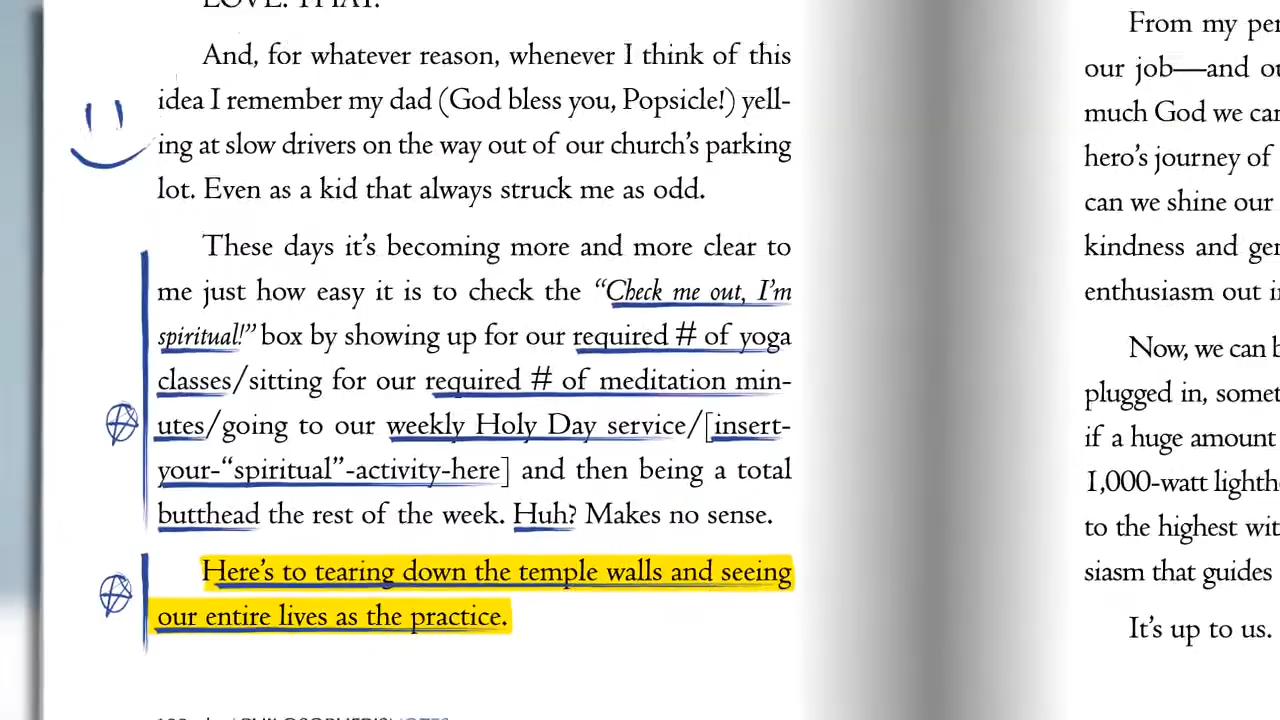 LOVE. THAT.
And, for whatever reason, whenever I think of this
idea I remember my dad (God bless you, Popsicle!) yell-
ing at slow drivers on the way out of our church's parking
lot. Even as a kid that always struck me as odd.
These days it's becoming more and more clear to
me just how easy it is to check the “Check me out, I'm
spiritual!” box by showing up for our required # of yoga
classes/sitting for our required # of meditation min-
utes/going to our weekly Holy Day service/[insert-
your-“spiritual”-activity-here] and then being a total
butthead the rest of the week. Huh? Makes no sense.
Here's to tearing down the temple walls and seeing
our entire lives as the practice.
From my
our job—and
much God we
hero's journey of
can we shine our
kindness and
enthusiasm out
Now, we can
plugged in,
if a huge amount
1,000-watt
to the highest
siasm that guides
It's up to us.